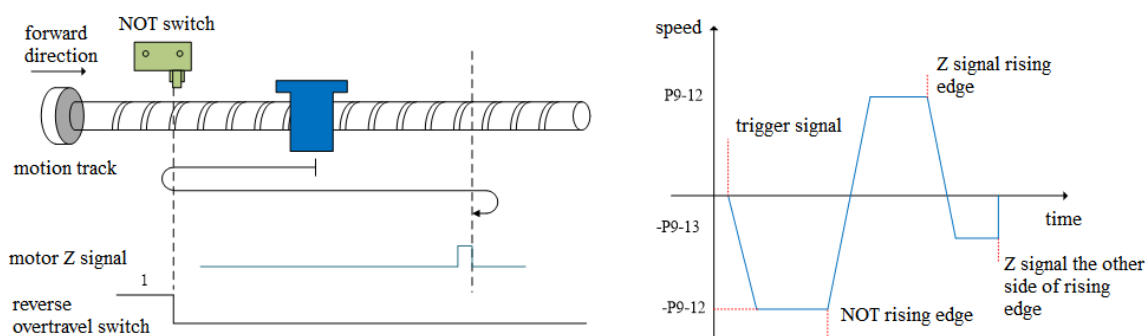 NOT switch
forward
direction
motion track
motor Z signal
1
reverse
overtravel switch
speed
Z signal rising
edge
P9-12
trigger signal
time
-P9-13
Z signal the other
side of rising
edge
-P9-12
NOT rising edge